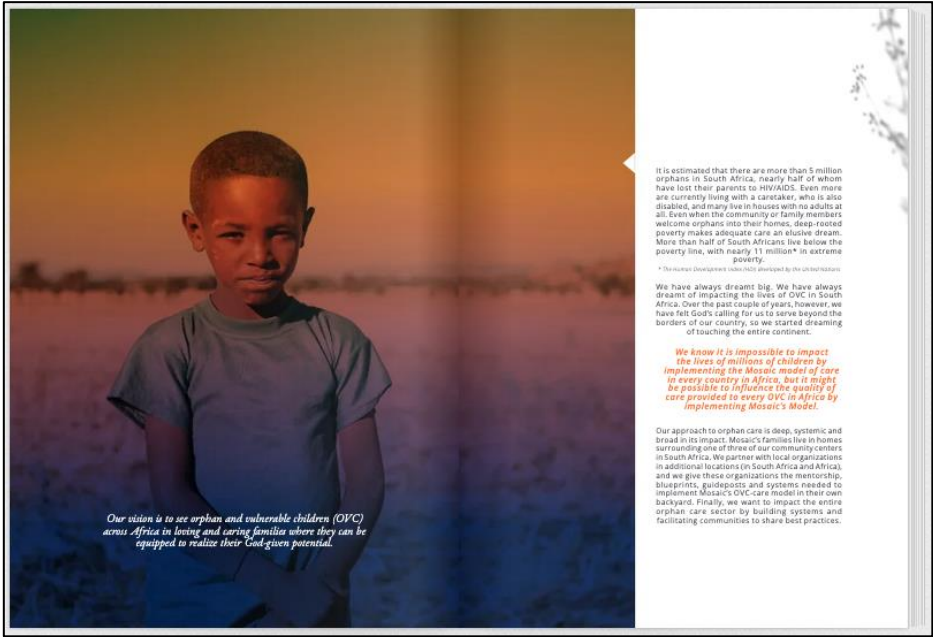 Our vision is to see orphan and vulnerable children (OVC)
across Africa in loving and caring families where they can be
equipped to realize their God-given potential.
It is estimated that there are more than 5 million
orphans in South Africa, nearly half of whom
have lost their parents to HIV/AIDS. Even more
are currently living with a caretaker, who is also
disabled, and many live in houses with no adults at
all. Even when the community or family members
welcome orphans into their homes, deep-rooted
poverty makes adequate care an elusive dream.
More than half of South Africans live below the
poverty line, with nearly 11 million* in extreme
poverty.
* The Human Development Index (HDI) developed by the United Nations
We have always dreamt big. We have always
dreamt of impacting the lives of OVC in South
Africa. Over the past couple of years, however, we
have felt God's calling for us to serve beyond the
borders of our country, so we started dreaming
of touching the entire continent.
We know it is impossible to impact
the lives of millions of children by
implementing the Mosaic model of care
in every country in Africa, but it might
be possible to influence the quality of
care provided to every OVC in Africa by
implementing Mosaic's Model.
Our approach to orphan care is deep, systemic and
broad in its impact. Mosaic's families live in homes
surrounding one of three of our community centers
in South Africa. We partner with local organizations
in additional locations (in South Africa and Africa),
and we give these organizations the mentorship,
blueprints, guideposts and systems needed to
implement Mosaic's OVC-care model in their own
backyard. Finally, we want to impact the entire
orphan care sector by building systems and
facilitating communities to share best practices.